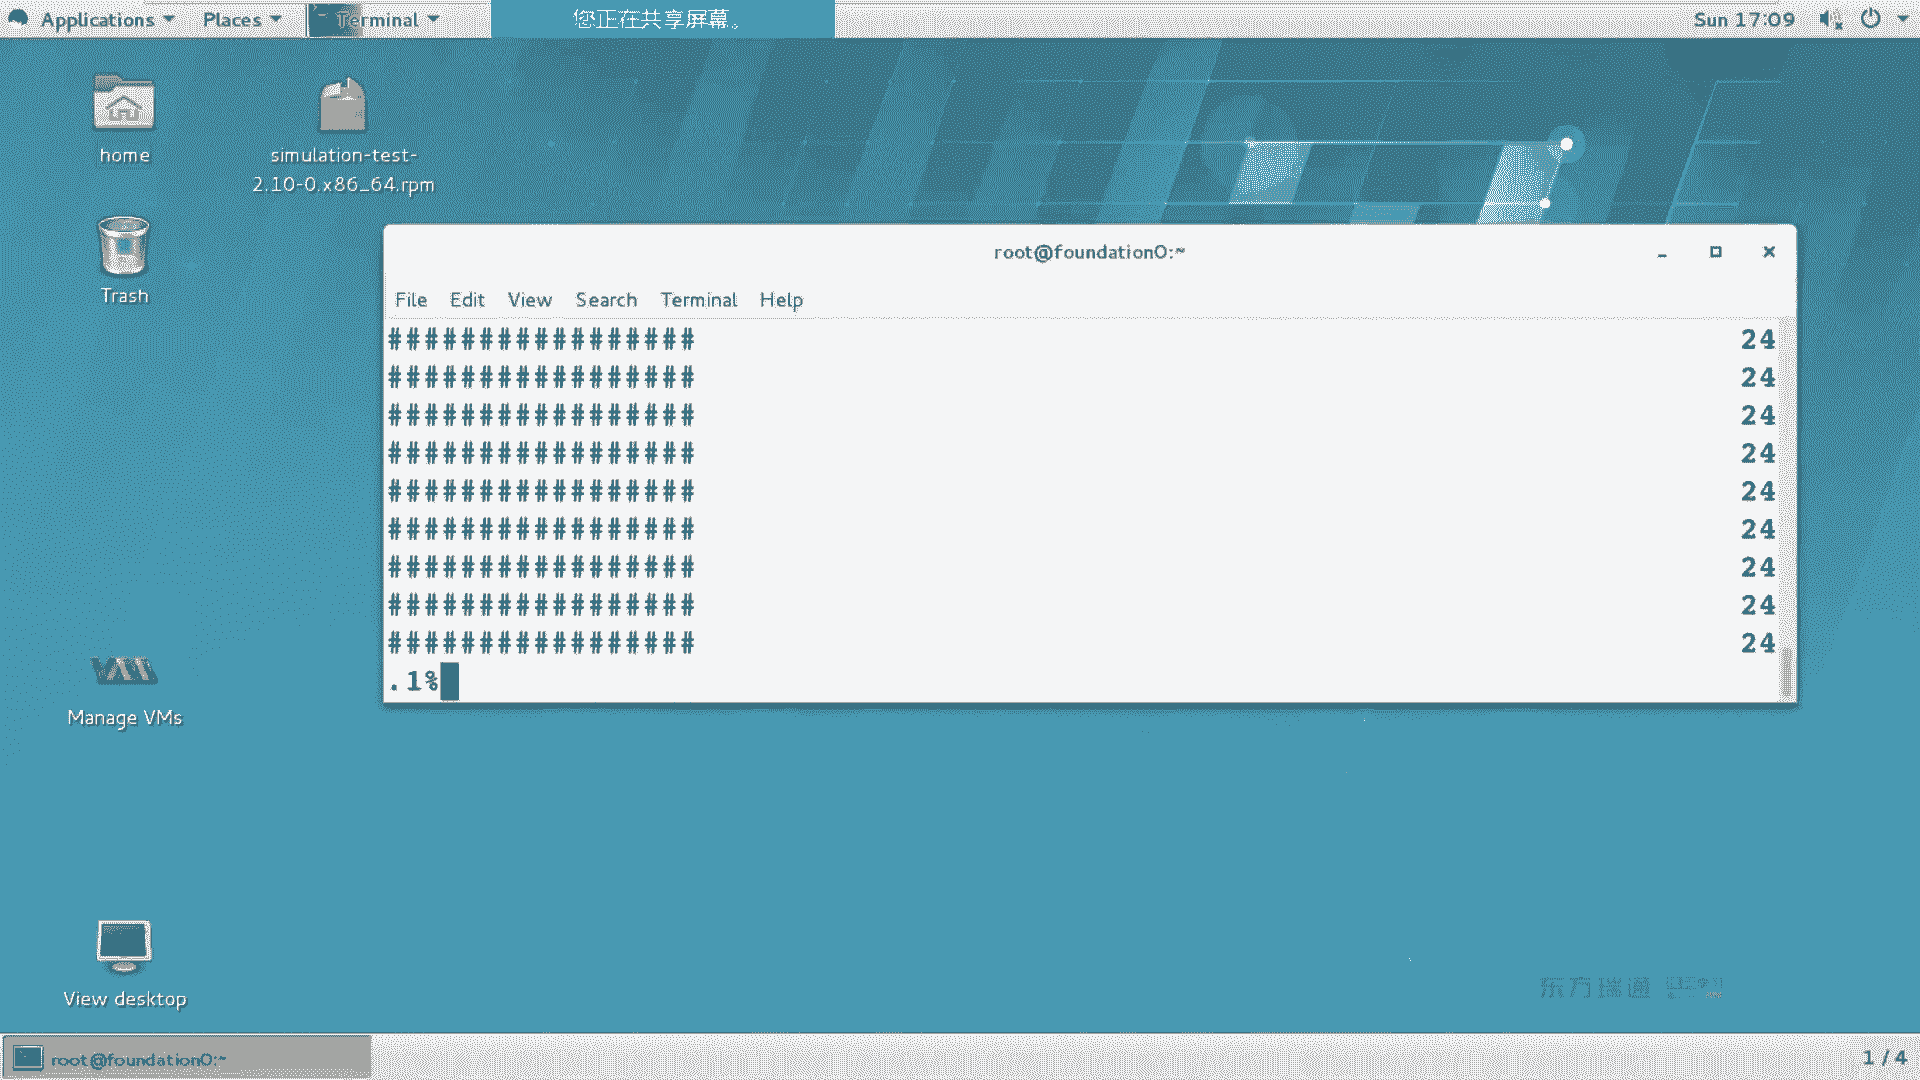 Applications Places Terminal 您正在共享屏幕。 Sun 17:09
home
simulation-test-
2.10-0.x86_64.rpm
Trash
root@foundation0:~
File Edit View Search Terminal Help
################# 24
################# 24
################# 24
################# 24
################# 24
################# 24
################# 24
################# 24
################# 24
.1%
Manage VMs
View desktop
东方瑞通
root@foundation0:~ 1 / 4